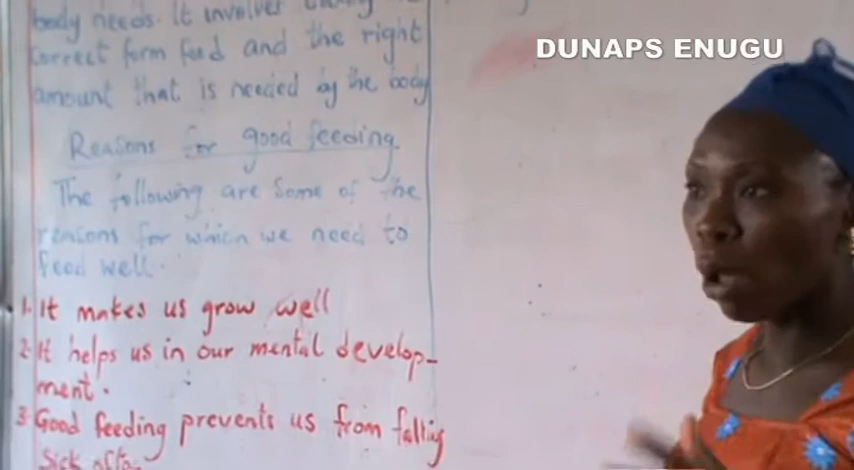 body needs. It involves
correct form food and the right
amount that is needed by the body
Reasons for good feeding
The following are some of the
reasons for which we need to
feed well.
1. It makes us grow well
2. It helps us in our mental develop-
ment.
3. Good feeding prevents us from falling
Sick often
DUNAPS ENUGU